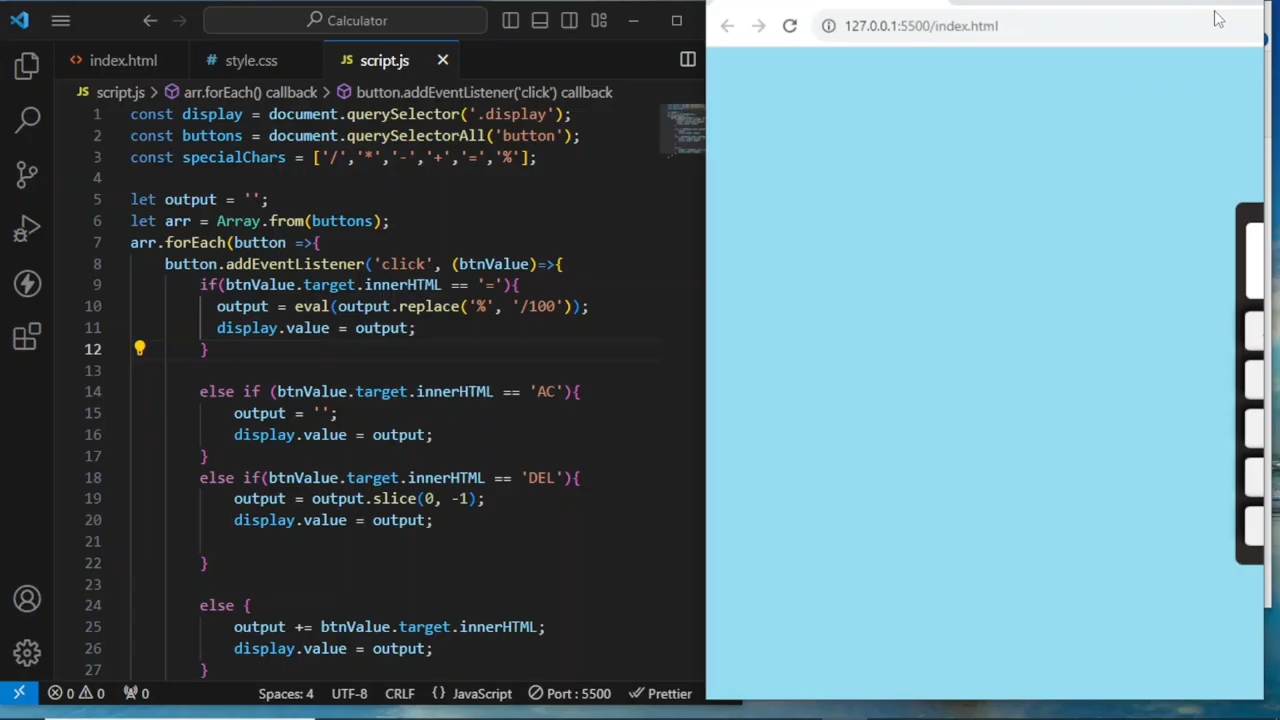 Calculator
index.html
style.css
JS script.js
JS script.js > arr.forEach() callback > button.addEventListener('click') callback
1 const display = document.querySelector('.display');
2 const buttons = document.querySelectorAll('button');
3 const specialChars = ['/','*','-','+','=','%'];
4
5 let output = '';
6 let arr = Array.from(buttons);
7 arr.forEach(button =>{
8 button.addEventListener('click', (btnValue)=>{
9 if(btnValue.target.innerHTML == '='){
10 output = eval(output.replace('%', '/100'));
11 display.value = output;
12 }
13
14 else if (btnValue.target.innerHTML == 'AC'){
15 output = '';
16 display.value = output;
17 }
18 else if(btnValue.target.innerHTML == 'DEL'){
19 output = output.slice(0, -1);
20 display.value = output;
21
22 }
23
24 else {
25 output += btnValue.target.innerHTML;
26 display.value = output;
27 }
0 0 0 Spaces: 4 UTF-8 CRLF {} JavaScript Port : 5500 Prettier
127.0.0.1:5500/index.html